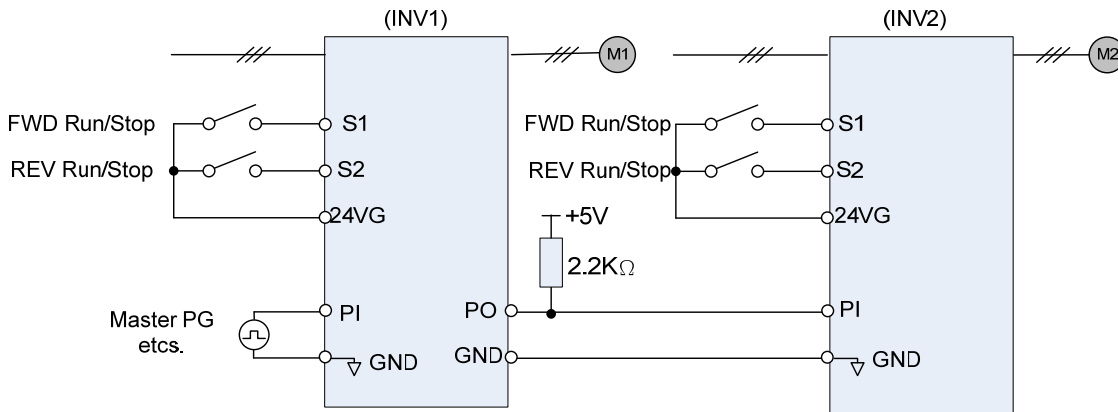 (INV1)
(INV2)
M1
M2
FWD Run/Stop
S1
FWD Run/Stop
S1
REV Run/Stop
S2
REV Run/Stop
S2
24VG
+5V
24VG
2.2KΩ
Master PG
etcs.
PI
PO
PI
GND
GND
GND